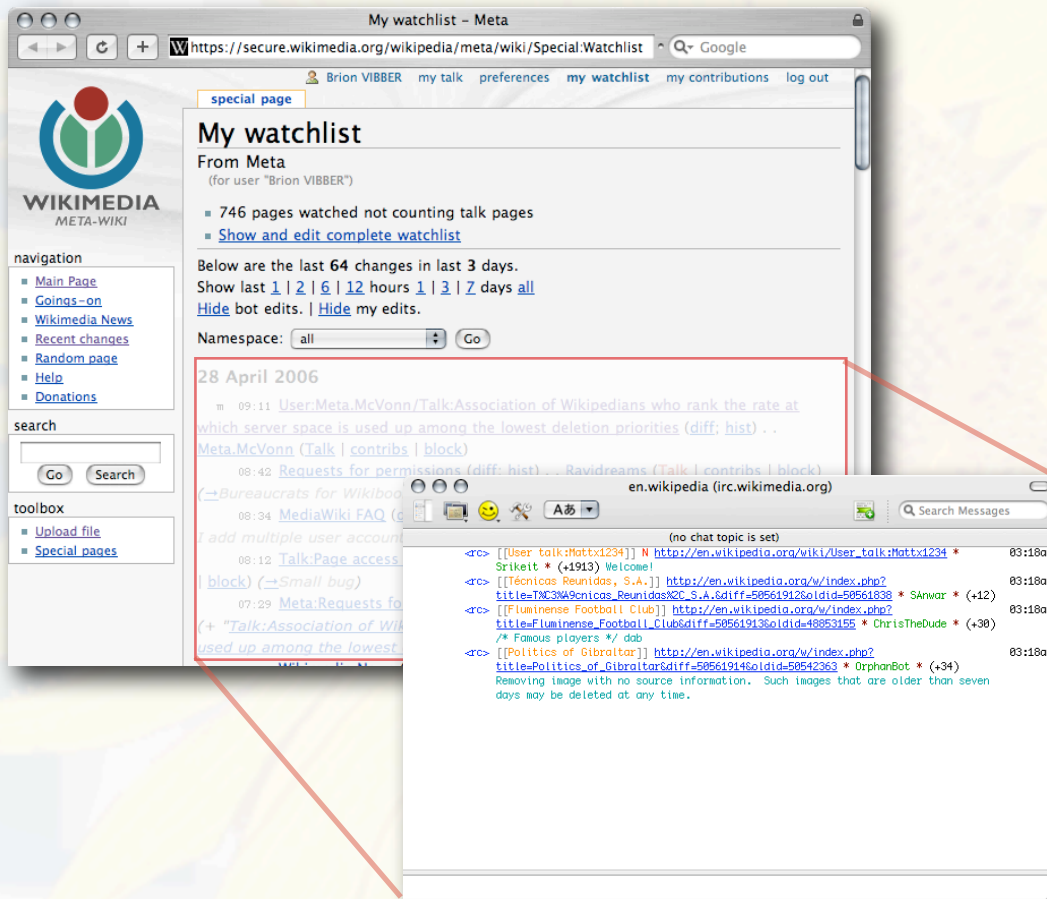 My watchlist – Meta
https://secure.wikimedia.org/wikipedia/meta/wiki/Special:Watchlist
Google
Brion VIBBER my talk preferences my watchlist my contributions log out
special page
WIKIMEDIA
META-WIKI
navigation
Main Page
Goings-on
Wikimedia News
Recent changes
Random page
Help
Donations
search
Go Search
toolbox
Upload file
Special pages
My watchlist
From Meta
(for user "Brion VIBBER")
746 pages watched not counting talk pages
Show and edit complete watchlist
Below are the last 64 changes in last 3 days.
Show last 1 | 2 | 6 | 12 hours 1 | 3 | 7 days all
Hide bot edits. | Hide my edits.
Namespace: all Go
28 April 2006
m 09:11 User:Meta.McVonn/Talk:Association of Wikipedians who rank the rate at
which server space is used up among the lowest deletion priorities (diff; hist) . .
Meta.McVonn (Talk | contribs | block)
08:42 Requests for permissions (diff; hist) . . Ravidreams (Talk | contribs | block)
(→Bureaucrats for Wikiboo
08:34 MediaWiki FAQ (
I add multiple user account
08:12 Talk:Page access
| block) (→Small bug)
07:29 Meta:Requests fo
(+ "Talk:Association of Wik
used up among the lowest
en.wikipedia (irc.wikimedia.org)
Aあ
Search Messages
(no chat topic is set)
<rc> [[User talk:Mattx1234]] N http://en.wikipedia.org/wiki/User_talk:Mattx1234 * 03:18a
Srikeit * (+1913) Welcome!
<rc> [[Técnicas Reunidas, S.A.]] http://en.wikipedia.org/w/index.php? 03:18a
title=T%C3%A9cnicas_Reunidas%2C_S.A.&diff=50561912&oldid=50561838 * SAnwar * (+12)
<rc> [[Fluminense Football Club]] http://en.wikipedia.org/w/index.php? 03:18a
title=Fluminense_Football_Club&diff=50561913&oldid=48853155 * ChrisTheDude * (+30)
/* Famous players */ dab
<rc> [[Politics of Gibraltar]] http://en.wikipedia.org/w/index.php? 03:18a
title=Politics_of_Gibraltar&diff=50561914&oldid=50542363 * OrphanBot * (+34)
Removing image with no source information. Such images that are older than seven
days may be deleted at any time.